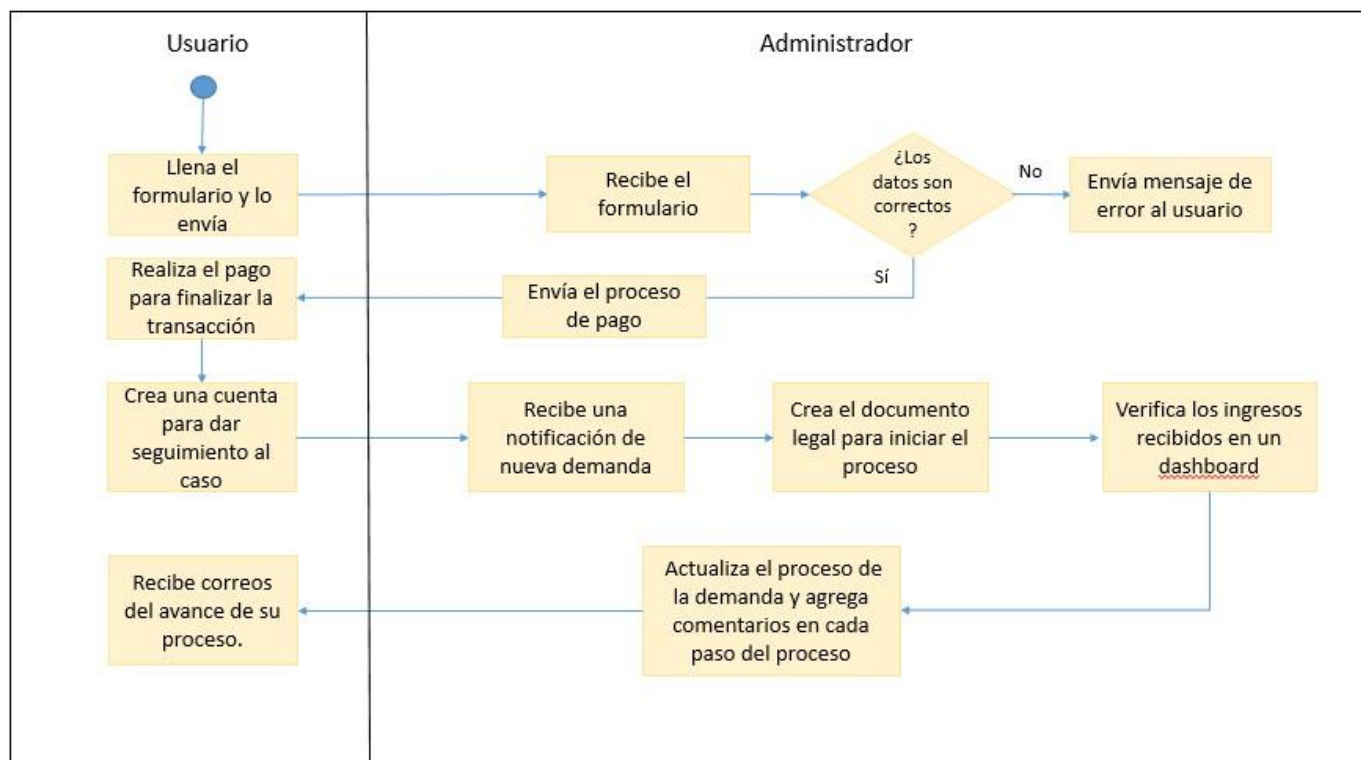 Usuario
Administrador
Llena el
formulario y lo
envía
Recibe el
formulario
¿Los
datos son
correctos
?
No
Envía mensaje de
error al usuario
Sí
Envía el proceso
de pago
Realiza el pago
para finalizar la
transacción
Crea una cuenta
para dar
seguimiento al
caso
Recibe una
notificación de
nueva demanda
Crea el documento
legal para iniciar el
proceso
Verifica los ingresos
recibidos en un
dashboard
Actualiza el proceso de
la demanda y agrega
comentarios en cada
paso del proceso
Recibe correos
del avance de su
proceso.